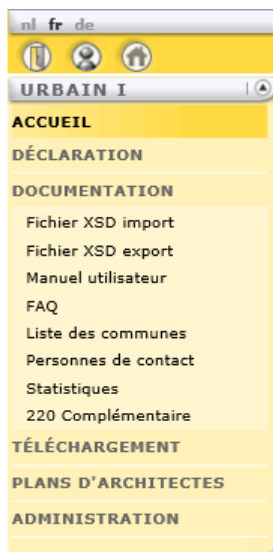 nl fr de
URBAIN I
ACCUEIL
DÉCLARATION
DOCUMENTATION
Fichier XSD import
Fichier XSD export
Manuel utilisateur
FAQ
Liste des communes
Personnes de contact
Statistiques
220 Complémentaire
TÉLÉCHARGEMENT
PLANS D'ARCHITECTES
ADMINISTRATION